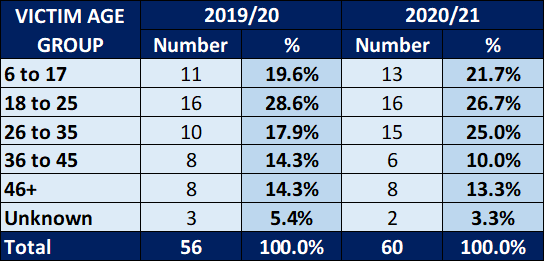 VICTIM AGE GROUP 2019/20 2020/21
Number % Number %
6 to 17 11 19.6% 13 21.7%
18 to 25 16 28.6% 16 26.7%
26 to 35 10 17.9% 15 25.0%
36 to 45 8 14.3% 6 10.0%
46+ 8 14.3% 8 13.3%
Unknown 3 5.4% 2 3.3%
Total 56 100.0% 60 100.0%